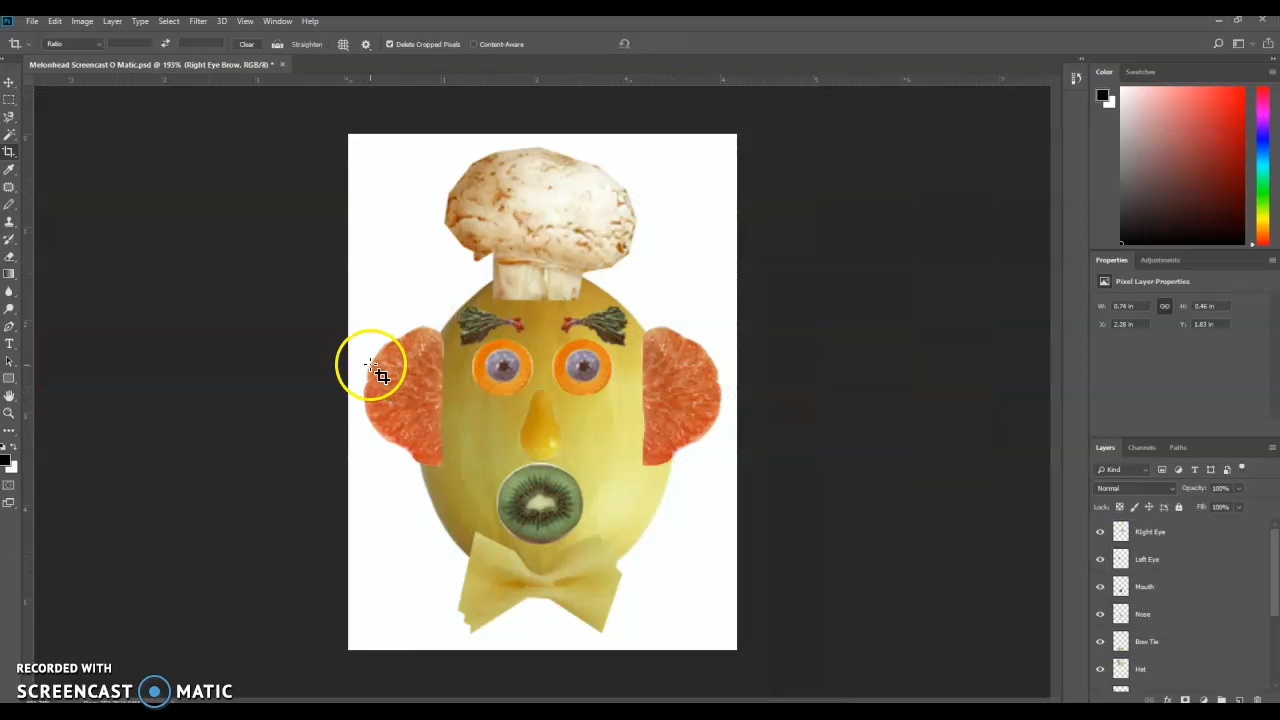 File Edit Image Layer Type Select Filter 3D View Window Help
Ratio Clear Straighten Delete Cropped Pixels Content-Aware
Melonhead Screencast O Matic.psd @ 193% (Right Eye Brow, RGB/8) * ×
Color Swatches
Properties Adjustments
Pixel Layer Properties
W: 0.74 in H: 0.46 in
X: 2.28 in Y: 1.83 in
Layers Channels Paths
Kind
Normal Opacity: 100%
Lock: Fill: 100%
RIght Eye
Left Eye
Mouth
Nose
Bow Tie
Hat
RECORDED WITH
SCREENCAST MATIC